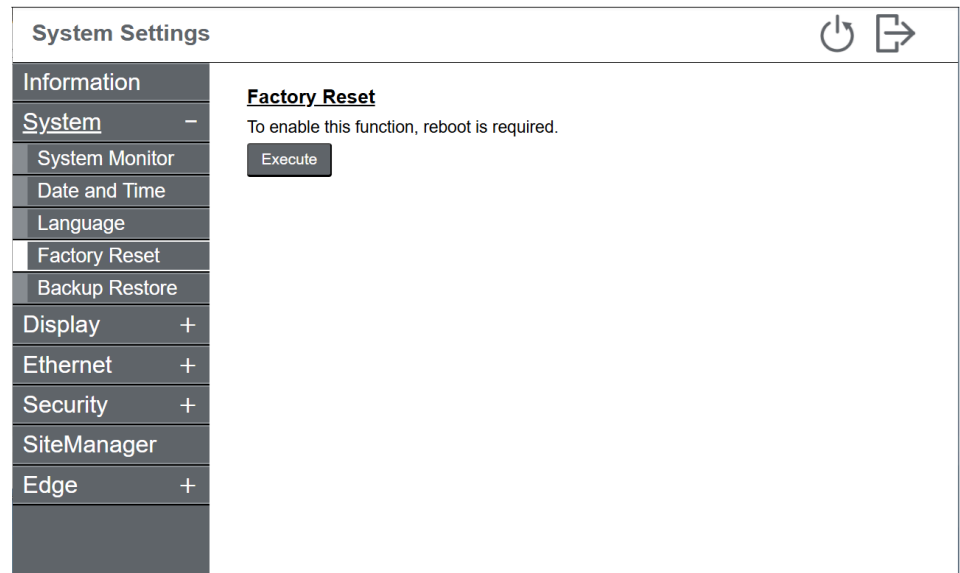 System Settings
Information
System −
System Monitor
Date and Time
Language
Factory Reset
Backup Restore
Display +
Ethernet +
Security +
SiteManager
Edge +
Factory Reset
To enable this function, reboot is required.
Execute